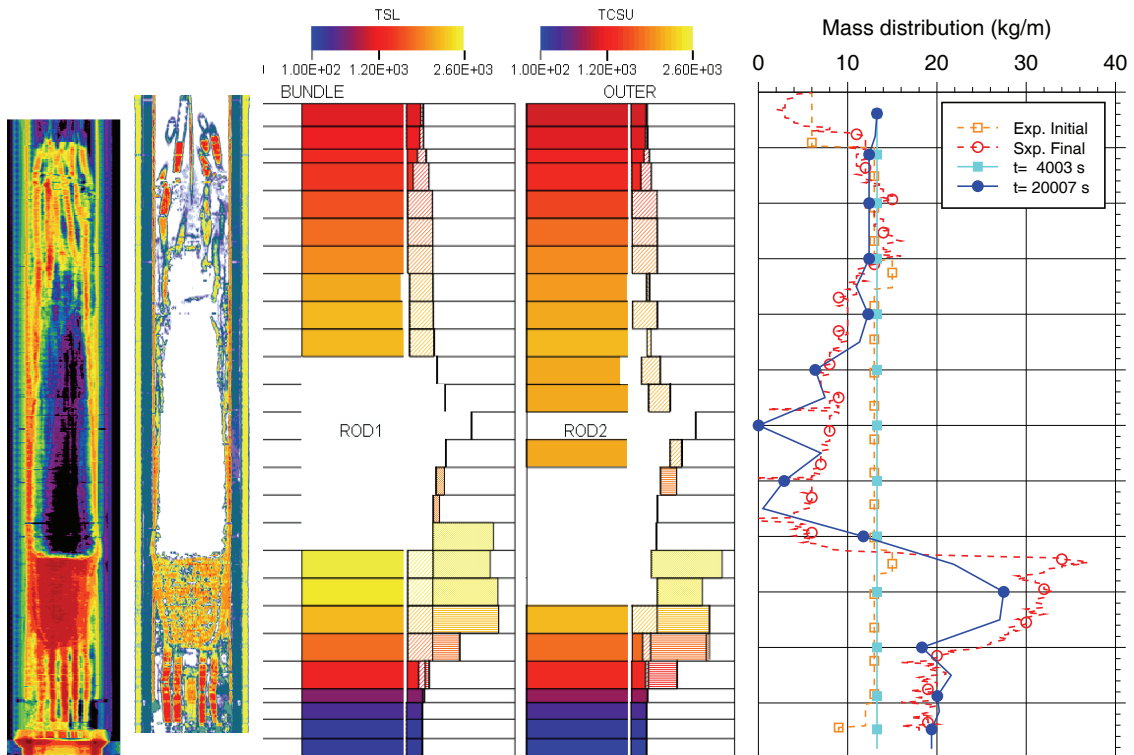 TSL
1.00E+02 1.20E+03 2.60E+03
BUNDLE
TCSU
1.00E+02 1.20E+03 2.60E+03
OUTER
ROD1
ROD2
Mass distribution (kg/m)
0 10 20 30 40
Exp. Initial
Sxp. Final
t= 4003 s
t= 20007 s